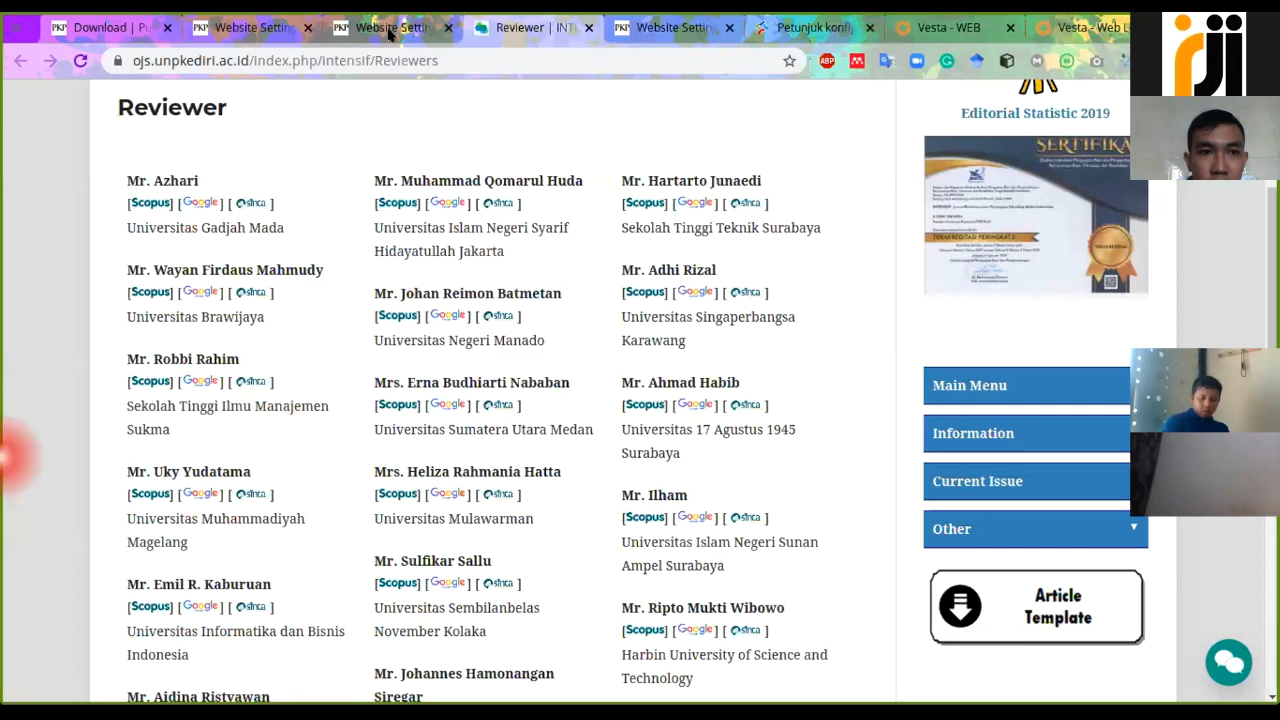 Download | Pu
Website Setting
Website Settin
Reviewer | INT
Website Setting
Petunjuk konfi
Vesta - WEB
Vesta - Web L
ojs.unpkediri.ac.id/index.php/intensif/Reviewers
Reviewer
Mr. Azhari
[Scopus] [Google] [ sinta ]
Universitas Gadjah Mada
Mr. Wayan Firdaus Mahmudy
[Scopus] [Google] [ sinta ]
Universitas Brawijaya
Mr. Robbi Rahim
[Scopus] [Google] [ sinta ]
Sekolah Tinggi Ilmu Manajemen
Sukma
Mr. Uky Yudatama
[Scopus] [Google] [ sinta ]
Universitas Muhammadiyah
Magelang
Mr. Emil R. Kaburuan
[Scopus] [Google] [ sinta ]
Universitas Informatika dan Bisnis
Indonesia
Mr. Aidina Ristyawan
Mr. Muhammad Qomarul Huda
[Scopus] [Google] [ sinta ]
Universitas Islam Negeri Syarif
Hidayatullah Jakarta
Mr. Johan Reimon Batmetan
[Scopus] [Google] [ sinta ]
Universitas Negeri Manado
Mrs. Erna Budhiarti Nababan
[Scopus] [Google] [ sinta ]
Universitas Sumatera Utara Medan
Mrs. Heliza Rahmania Hatta
[Scopus] [Google] [ sinta ]
Universitas Mulawarman
Mr. Sulfikar Sallu
[Scopus] [Google] [ sinta ]
Universitas Sembilanbelas
November Kolaka
Mr. Johannes Hamonangan
Siregar
Mr. Hartarto Junaedi
[Scopus] [Google] [ sinta ]
Sekolah Tinggi Teknik Surabaya
Mr. Adhi Rizal
[Scopus] [Google] [ sinta ]
Universitas Singaperbangsa
Karawang
Mr. Ahmad Habib
[Scopus] [Google] [ sinta ]
Universitas 17 Agustus 1945
Surabaya
Mr. Ilham
[Scopus] [Google] [ sinta ]
Universitas Islam Negeri Sunan
Ampel Surabaya
Mr. Ripto Mukti Wibowo
[Scopus] [Google] [ sinta ]
Harbin University of Science and
Technology
Editorial Statistic 2019
SERTIFIKA
TERAKREDITASI PERINGKAT 3
Main Menu
Information
Current Issue
Other
Article
Template
rji